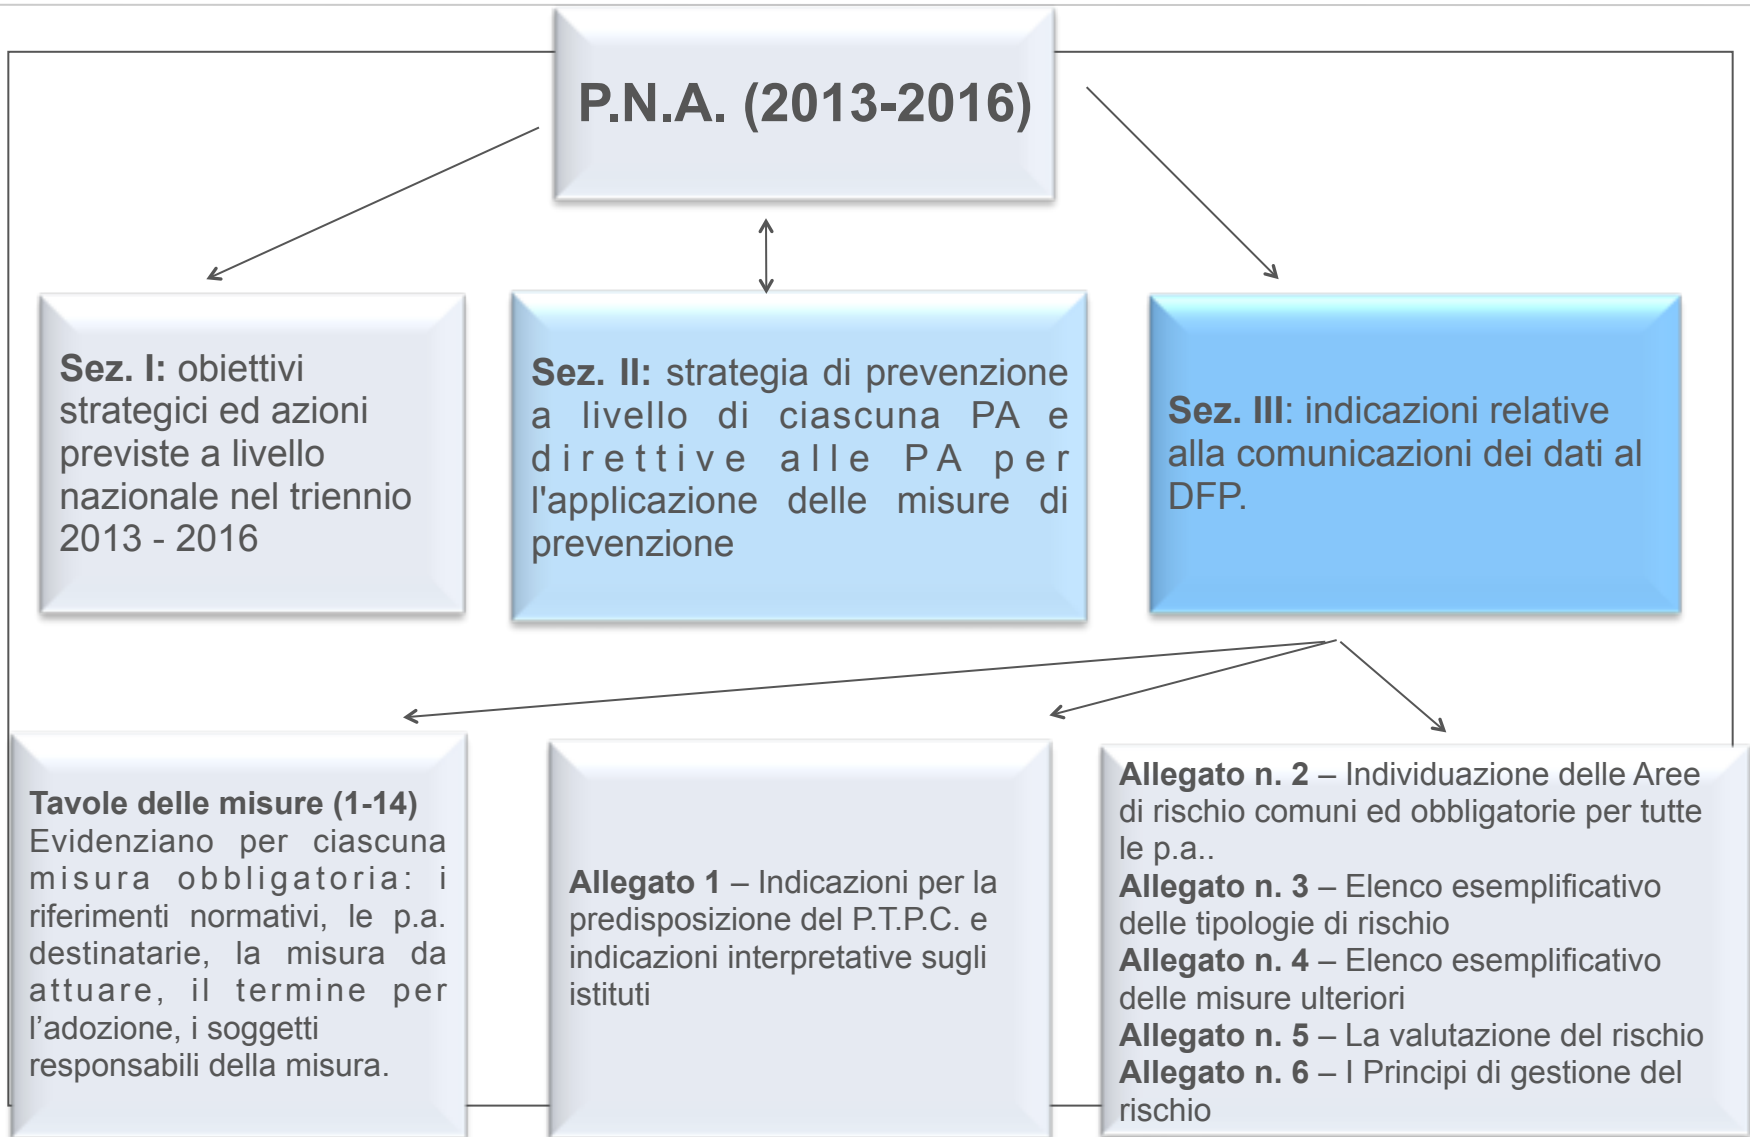 P.N.A. (2013-2016)
Sez. I: obiettivi
strategici ed azioni
previste a livello
nazionale nel triennio
2013 - 2016
Sez. II: strategia di prevenzione
a livello di ciascuna PA e
direttive alle PA per
l'applicazione delle misure di
prevenzione
Sez. III: indicazioni relative
alla comunicazioni dei dati al
DFP.
Tavole delle misure (1-14)
Evidenziano per ciascuna
misura obbligatoria: i
riferimenti normativi, le p.a.
destinatarie, la misura da
attuare, il termine per
l’adozione, i soggetti
responsabili della misura.
Allegato 1 – Indicazioni per la
predisposizione del P.T.P.C. e
indicazioni interpretative sugli
istituti
Allegato n. 2 – Individuazione delle Aree
di rischio comuni ed obbligatorie per tutte
le p.a..
Allegato n. 3 – Elenco esemplificativo
delle tipologie di rischio
Allegato n. 4 – Elenco esemplificativo
delle misure ulteriori
Allegato n. 5 – La valutazione del rischio
Allegato n. 6 – I Principi di gestione del
rischio